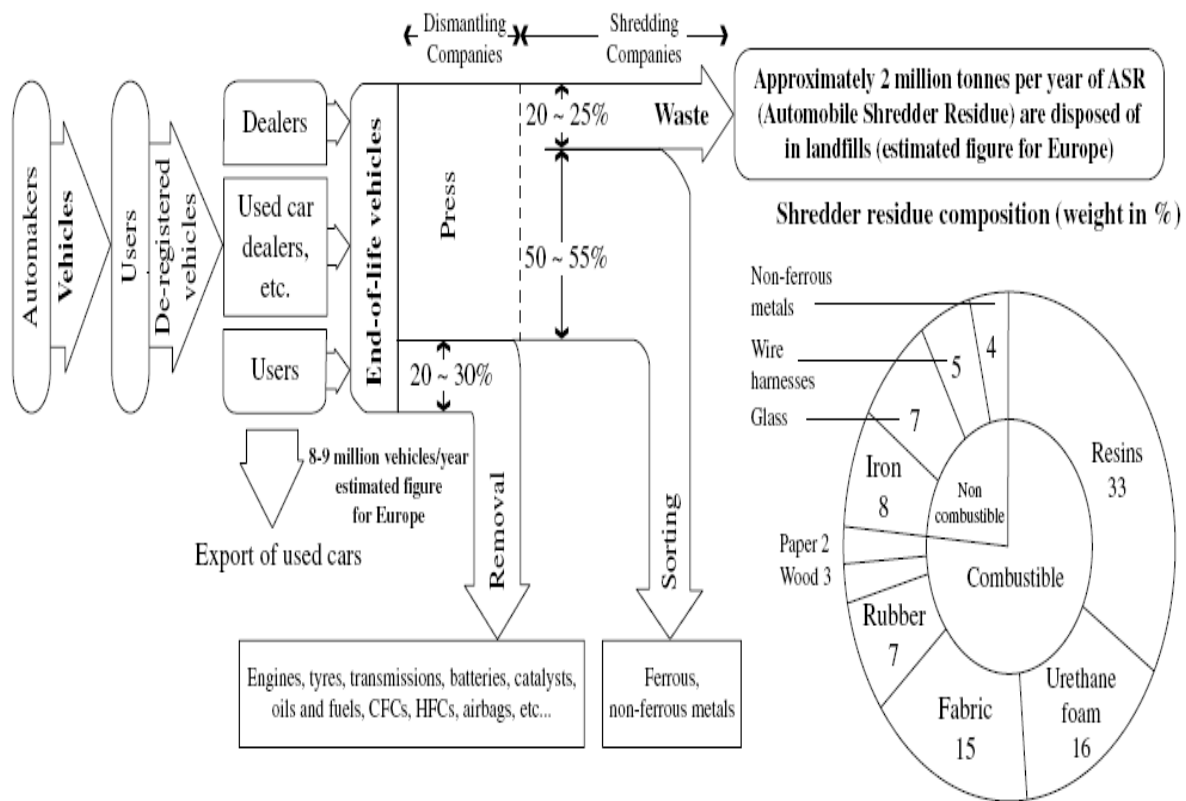 Dismantling
Companies
Shredding
Companies
Automakers
Vehicles
Users
De-registered
vehicles
Dealers
Used car
dealers,
etc.
Users
End-of-life vehicles
Press
20 ~ 25%
50 ~ 55%
20 ~ 30%
Waste
Approximately 2 million tonnes per year of ASR
(Automobile Shredder Residue) are disposed of
in landfills (estimated figure for Europe)
8-9 million vehicles/year
estimated figure
for Europe
Export of used cars
Removal
Sorting
Engines, tyres, transmissions, batteries, catalysts,
oils and fuels, CFCs, HFCs, airbags, etc...
Ferrous,
non-ferrous metals
Shredder residue composition (weight in %)
Non-ferrous
metals
4
Wire
harnesses
5
Glass
7
Iron
8
Paper 2
Wood 3
Rubber
7
Fabric
15
Urethane
foam
16
Resins
33
Non
combustible
Combustible